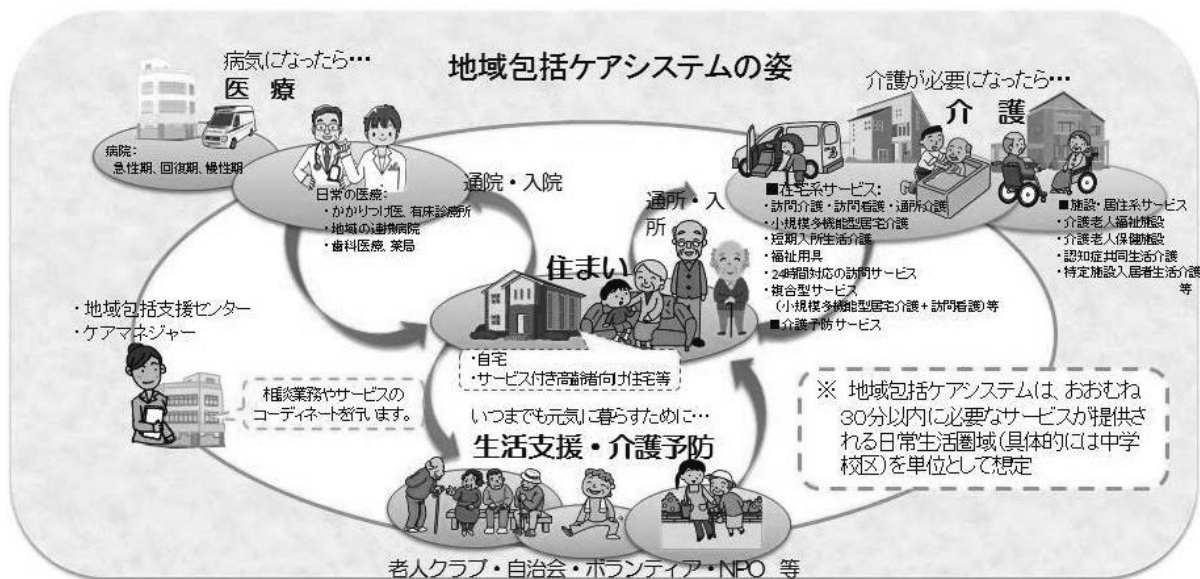 地域包括ケアシステムの姿
病気になったら…
医 療
病院:
急性期、回復期、慢性期
日常の医療:
・かかりつけ医、有床診療所
・地域の連携病院
・歯科医療、薬局
通院・入院
通所・入
所
介護が必要になったら…
介 護
■在宅系サービス:
・訪問介護・訪問看護・通所介護
・小規模多機能型居宅介護
・短期入所生活介護
・福祉用具
・24時間対応の訪問サービス
・複合型サービス
(小規模多機能型居宅介護+訪問看護)等
■介護予防サービス
■施設・居住系サービス
・介護老人福祉施設
・介護老人保健施設
・認知症共同生活介護
・特定施設入居者生活介護
等
住まい
・自宅
・サービス付き高齢者向け住宅等
・地域包括支援センター
・ケアマネジャー
相談業務やサービスの
コーディネートを行います。
いつまでも元気に暮らすために…
生活支援・介護予防
老人クラブ・自治会・ボランティア・NPO 等
※ 地域包括ケアシステムは、おおむね
30分以内に必要なサービスが提供さ
れる日常生活圏域(具体的には中学
校区)を単位として想定